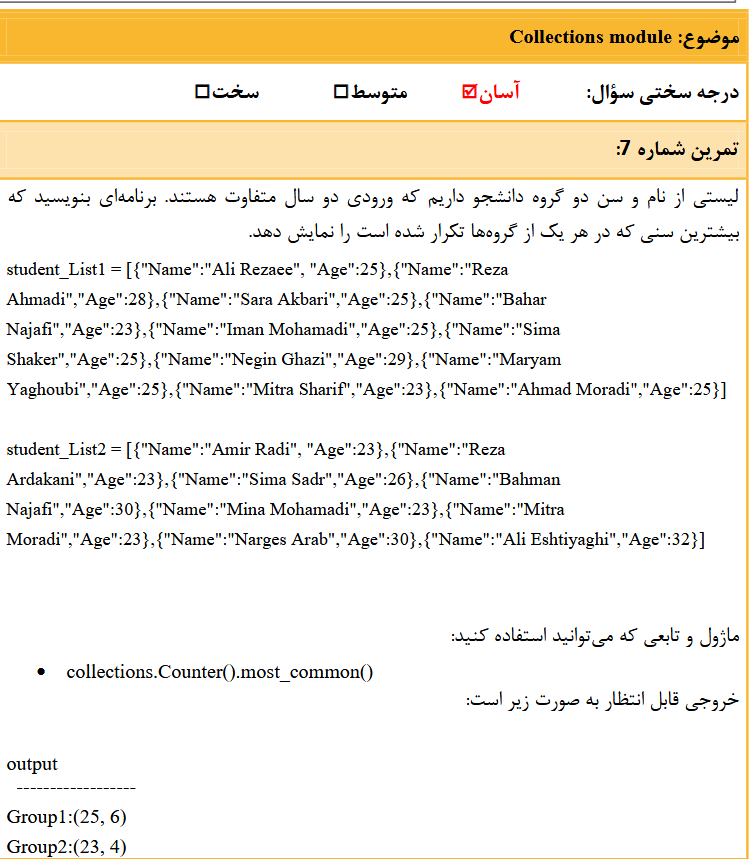 موضوع: Collections module
درجه سختی سؤال: آسان☑ متوسط☐ سخت☐
تمرین شماره 7:
لیستی از نام و سن دو گروه دانشجو داریم که ورودی دو سال متفاوت هستند. برنامه‌ای بنویسید که
بیشترین سنی که در هر یک از گروه‌ها تکرار شده است را نمایش دهد.
student_List1 = [{"Name":"Ali Rezaee", "Age":25},{"Name":"Reza
Ahmadi","Age":28},{"Name":"Sara Akbari","Age":25},{"Name":"Bahar
Najafi","Age":23},{"Name":"Iman Mohamadi","Age":25},{"Name":"Sima
Shaker","Age":25},{"Name":"Negin Ghazi","Age":29},{"Name":"Maryam
Yaghoubi","Age":25},{"Name":"Mitra Sharif","Age":23},{"Name":"Ahmad Moradi","Age":25}]
student_List2 = [{"Name":"Amir Radi", "Age":23},{"Name":"Reza
Ardakani","Age":23},{"Name":"Sima Sadr","Age":26},{"Name":"Bahman
Najafi","Age":30},{"Name":"Mina Mohamadi","Age":23},{"Name":"Mitra
Moradi","Age":23},{"Name":"Narges Arab","Age":30},{"Name":"Ali Eshtiyaghi","Age":32}]
ماژول و تابعی که می‌توانید استفاده کنید:
• collections.Counter().most_common()
خروجی قابل انتظار به صورت زیر است:
output
------------------
Group1:(25, 6)
Group2:(23, 4)